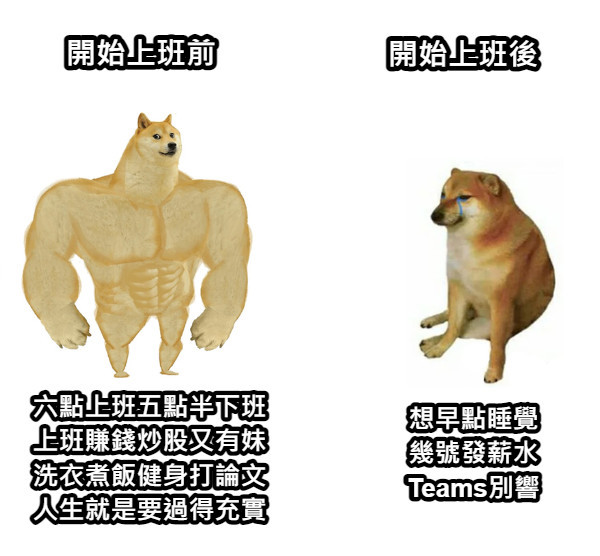 開始上班前
開始上班後
六點上班五點半下班
上班賺錢炒股又有妹
洗衣煮飯健身打論文
人生就是要過得充實
想早點睡覺
幾號發薪水
Teams別響